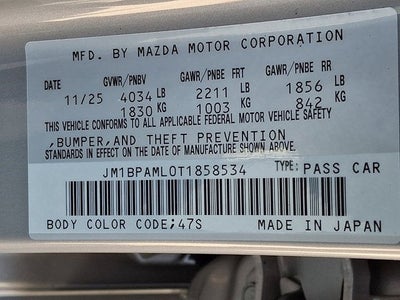 MFD. BY MAZDA MOTOR CORPORATION
DATE GVWR/PNBV GAWR/PNBE FRT GAWR/PNBE RR
11/25 4034 LB 2211 LB 1856 LB
1830 KG 1003 KG 842 KG
THIS VEHICLE CONFORMS TO ALL APPLICABLE FEDERAL MOTOR VEHICLE SAFETY
,BUMPER,AND THEFT PREVENTION
STANDARDS IN EFFECT ON THE DATE OF MANUFACTURE SHOWN ABOVE.
JM1BPAMLOT1858534 TYPE: PASS CAR
BODY COLOR CODE;47S MADE IN JAPAN